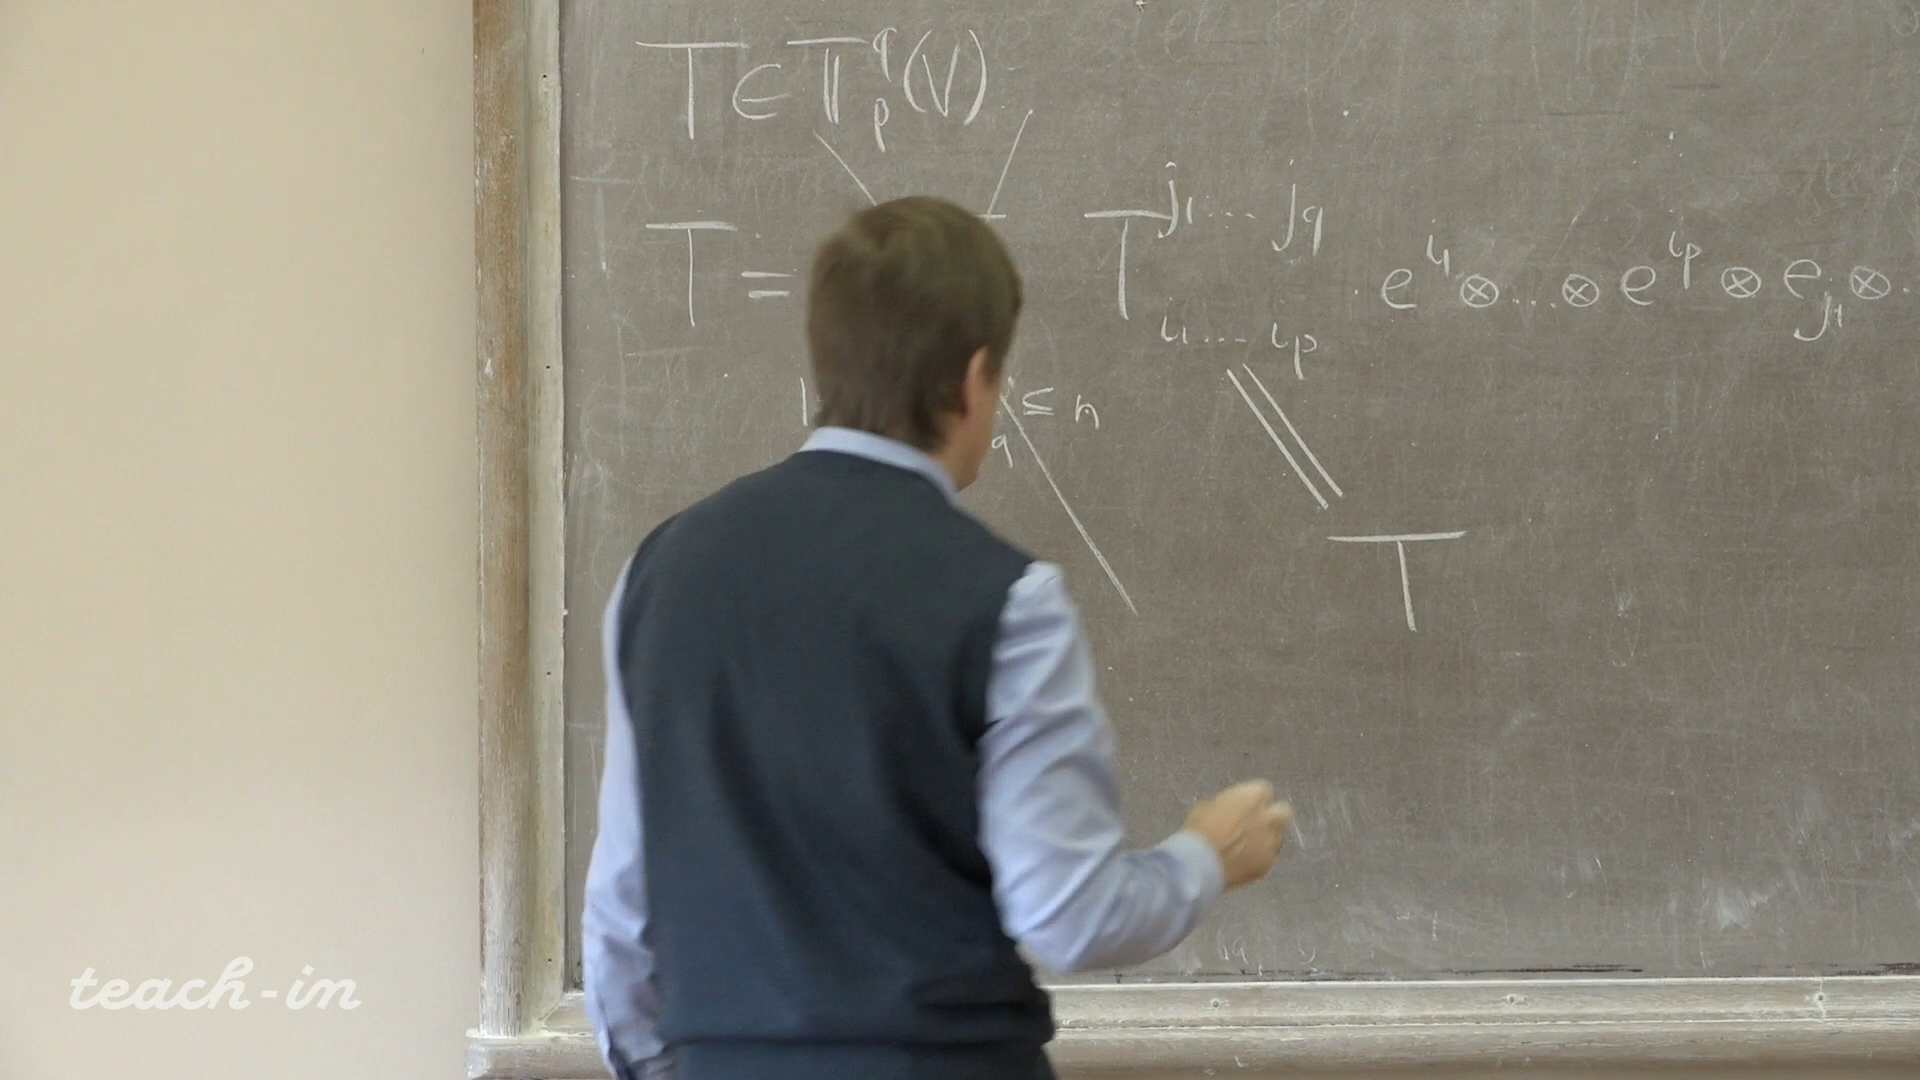 T ∈ 𝕋^q_p(V)
T = T^{j_1 ... j_q}_{i_1 ... i_p} e^{i_1} ⊗ ... ⊗ e^{i_p} ⊗ e_{j_1} ⊗ .
≤ n
q
T
teach-in